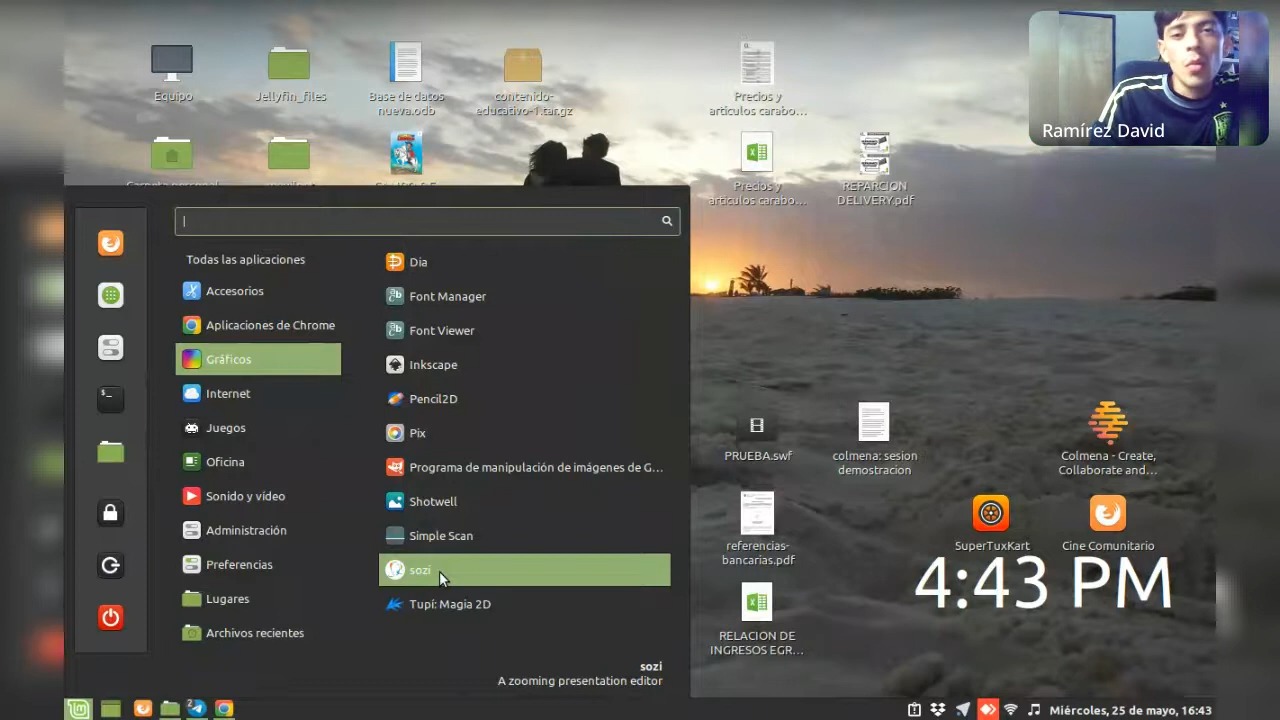 Ramírez David
Equipo
Jellyfin_files
Base de datos
nueva.odb
contenido-
educativo-1.tar.gz
Precios y
articulos carabo...
Precios y
articulos carabo...
REPARCION
DELIVERY.pdf
Todas las aplicaciones
Accesorios
Aplicaciones de Chrome
Gráficos
Internet
Juegos
Oficina
Sonido y vídeo
Administración
Preferencias
Lugares
Archivos recientes
Dia
Font Manager
Font Viewer
Inkscape
Pencil2D
Pix
Programa de manipulación de imágenes de G...
Shotwell
Simple Scan
sozi
Tupi: Magia 2D
sozi
A zooming presentation editor
PRUEBA.swf
colmena: sesion
demostracion
Colmena - Create,
Collaborate and...
referencias-
bancarias.pdf
SuperTuxKart
Cine Comunitario
4:43 PM
RELACION DE
INGRESOS EGR...
2
Miércoles, 25 de mayo, 16:43